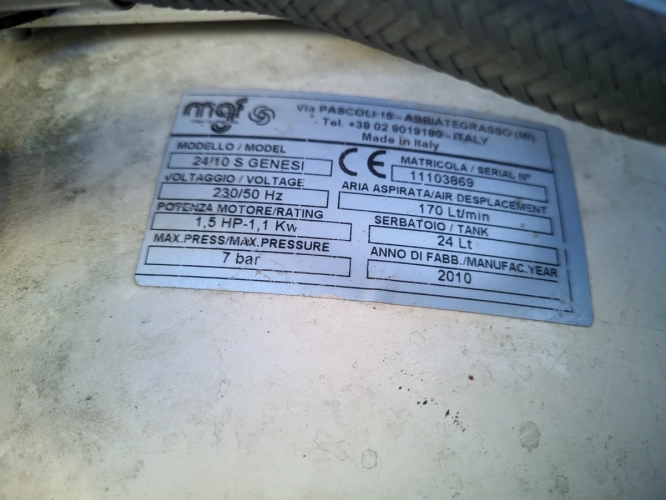 mgf
Via PASCOLI 15 - ABBIATEGRASSO (MI)
Tel. +39 02 9019190 - ITALY
Made in Italy
MODELLO / MODEL
24/10 S GENESI
CE
MATRICOLA / SERIAL N°
11103869
VOLTAGGIO / VOLTAGE
230/50 Hz
ARIA ASPIRATA/AIR DESPLACEMENT
170 Lt/min
POTENZA MOTORE/RATING
1,5 HP-1,1 Kw
SERBATOIO / TANK
24 Lt
MAX.PRESS/MAX.PRESSURE
7 bar
ANNO DI FABB./MANUFAC.YEAR
2010